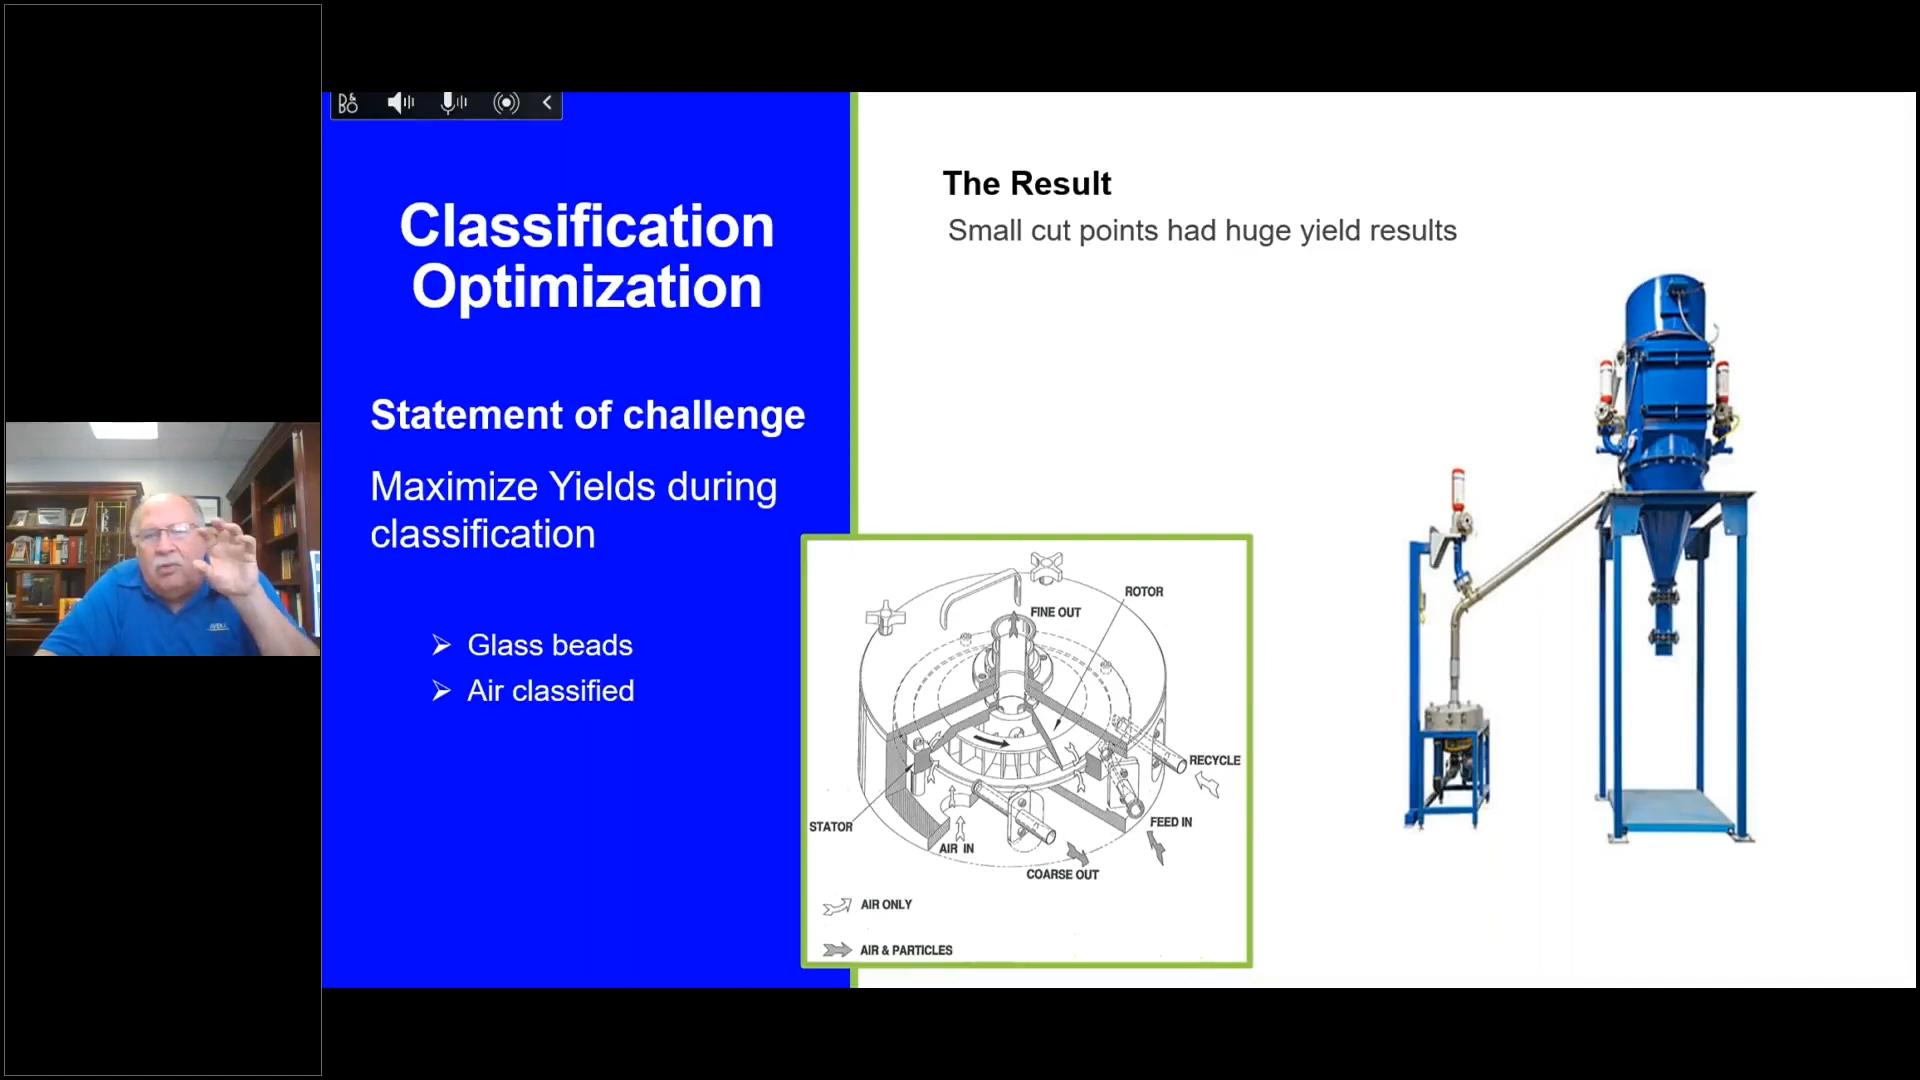 Classification
Optimization
Statement of challenge
Maximize Yields during
classification
➢ Glass beads
➢ Air classified
The Result
Small cut points had huge yield results
ROTOR
FINE OUT
RECYCLE
FEED IN
STATOR
AIR IN
COARSE OUT
AIR ONLY
AIR & PARTICLES